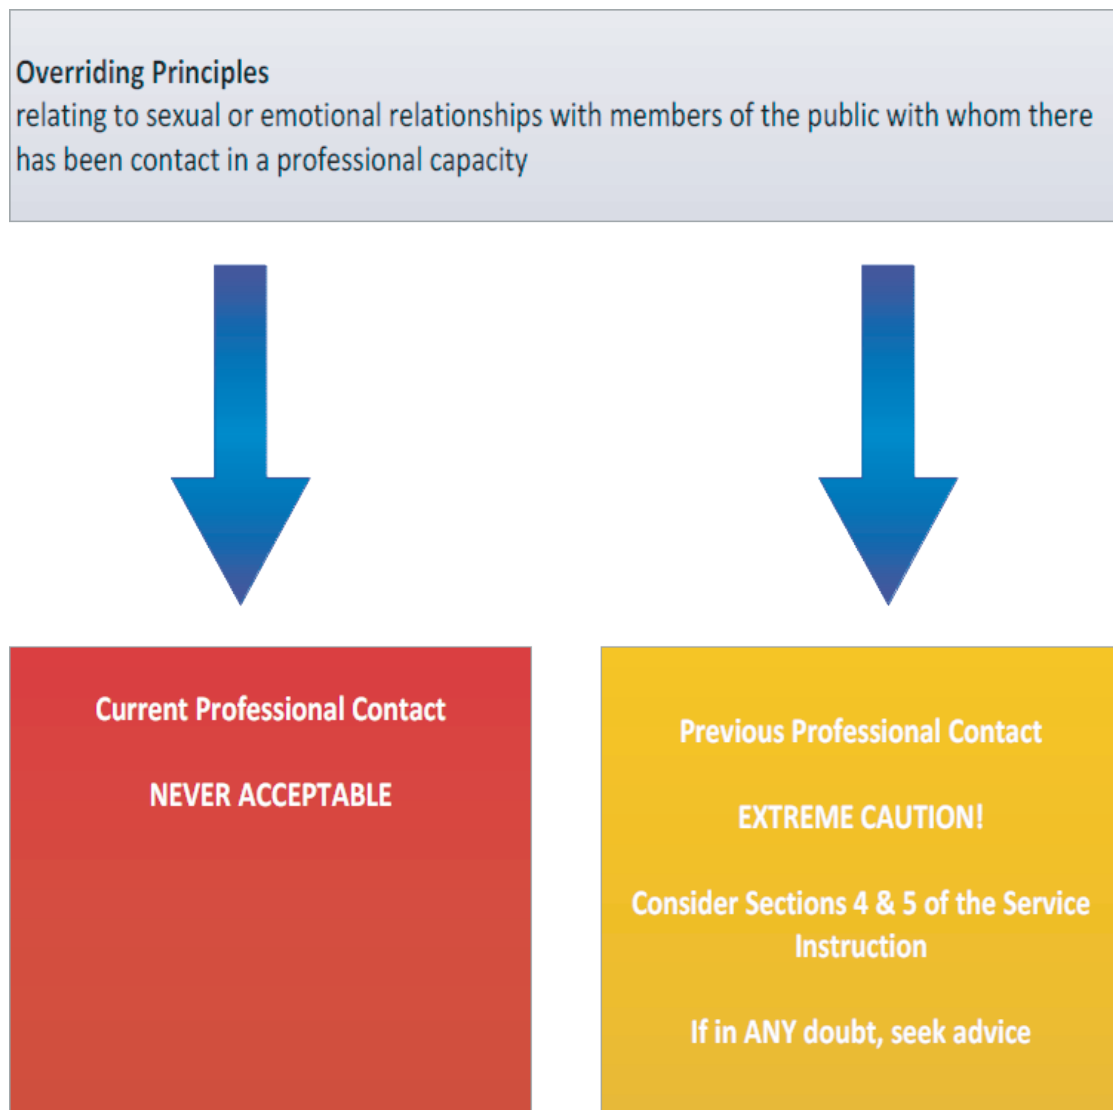 Overriding Principles
relating to sexual or emotional relationships with members of the public with whom there
has been contact in a professional capacity
Current Professional Contact
NEVER ACCEPTABLE
Previous Professional Contact
EXTREME CAUTION!
Consider Sections 4 & 5 of the Service
Instruction
If in ANY doubt, seek advice